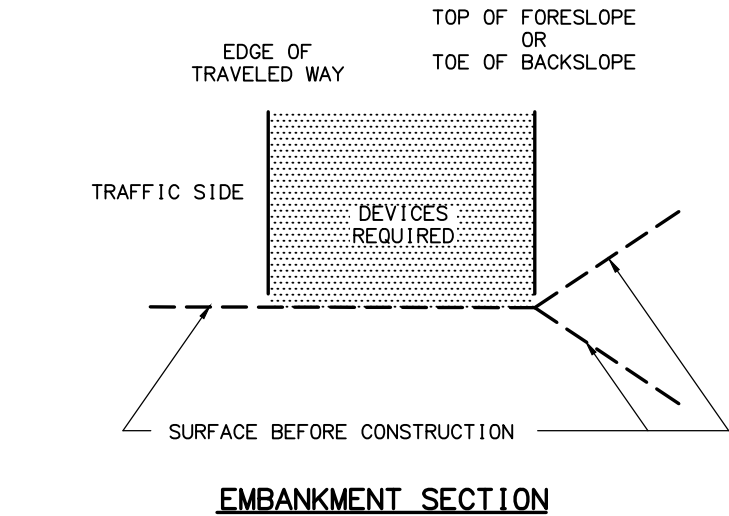 TOP OF FORESLOPE
OR
TOE OF BACKSLOPE
EDGE OF
TRAVELED WAY
TRAFFIC SIDE
DEVICES
REQUIRED
SURFACE BEFORE CONSTRUCTION
EMBANKMENT SECTION